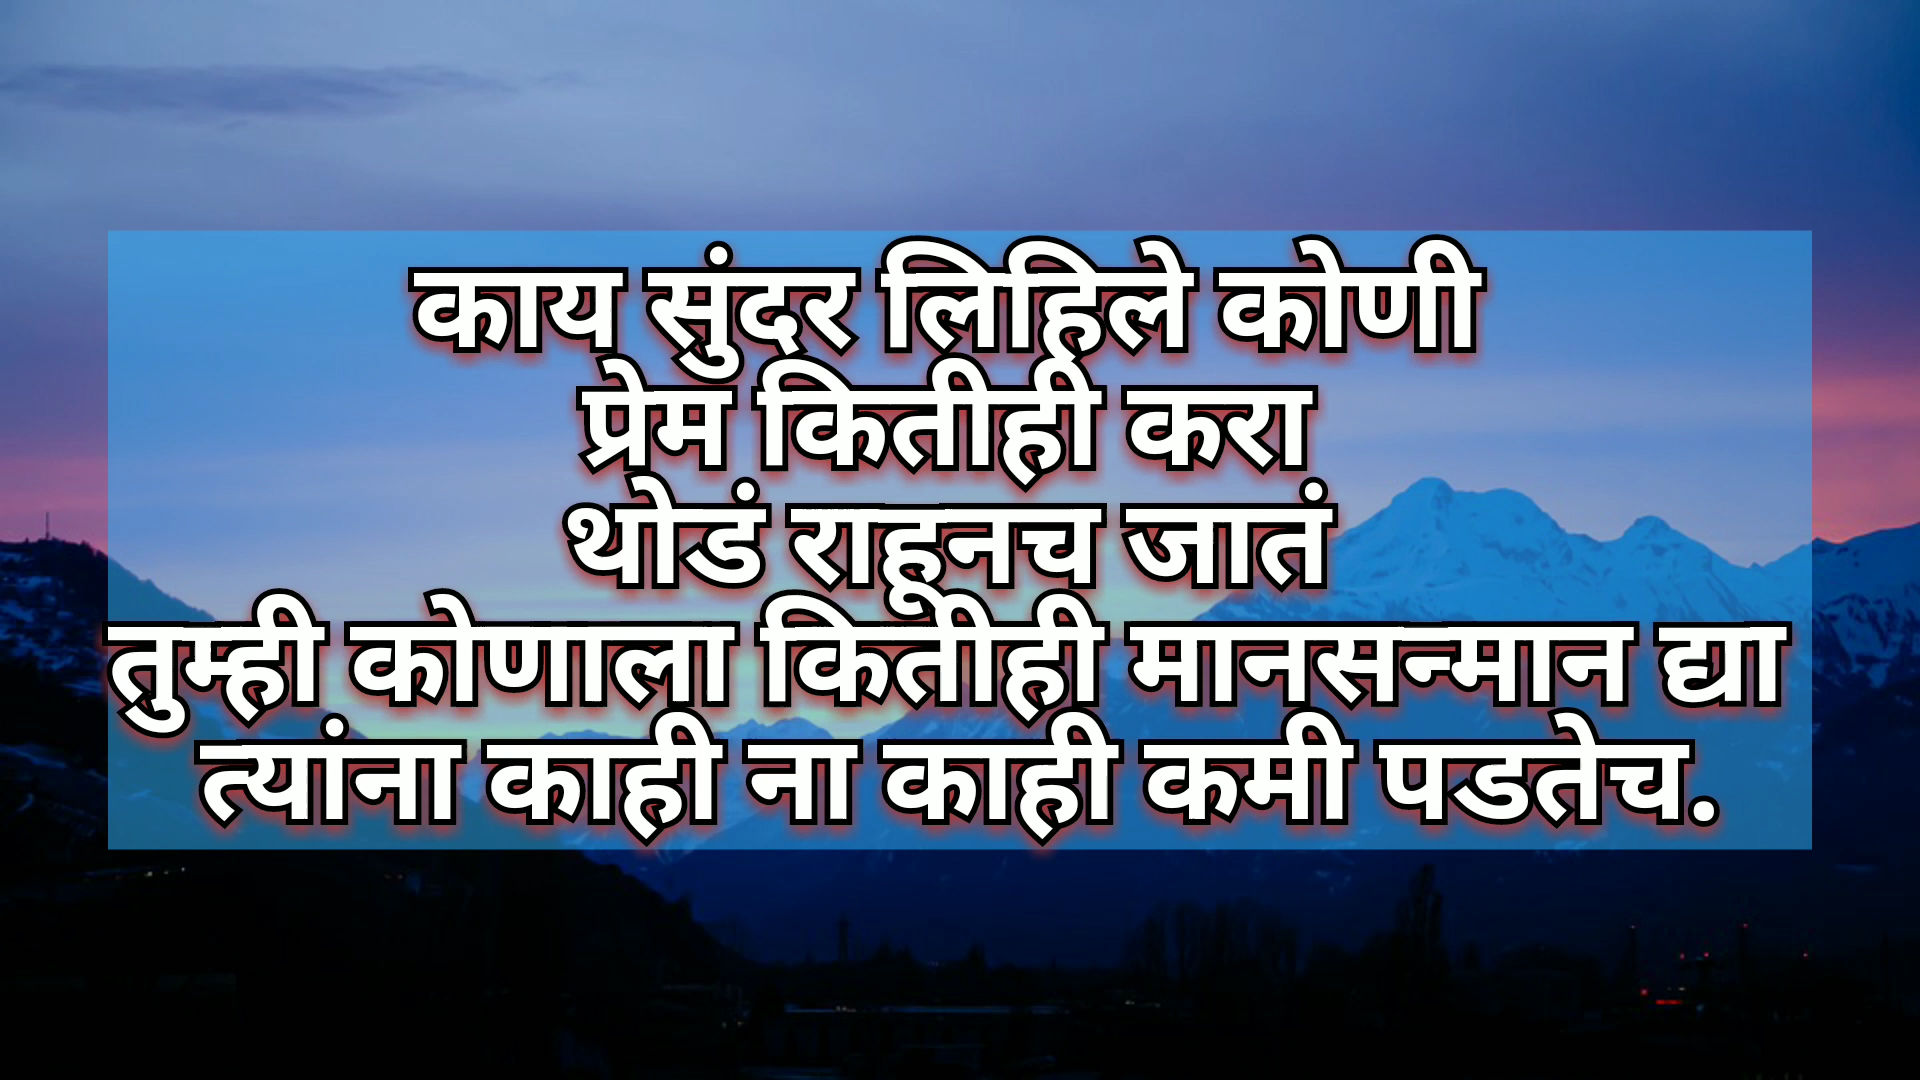 काय सुंदर लिहिले कोणी
प्रेम कितीही करा
थोडं राहूनच जातं
तुम्ही कोणाला कितीही मानसन्मान द्या
त्यांना काही ना काही कमी पडतेच.